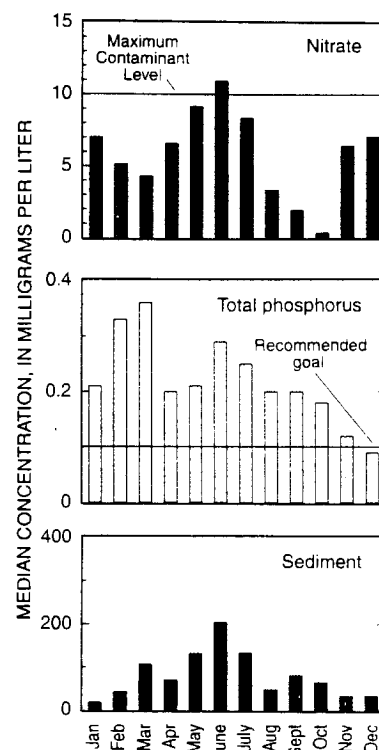 MEDIAN CONCENTRATION, IN MILLIGRAMS PER LITER
15
10
5
0
Maximum
Contaminant
Level
Nitrate
0.4
0.2
0
Total phosphorus
Recommended
goal
400
200
0
Sediment
Jan
Feb
Mar
Apr
May
June
July
Aug
Sept
Oct
Nov
Dec